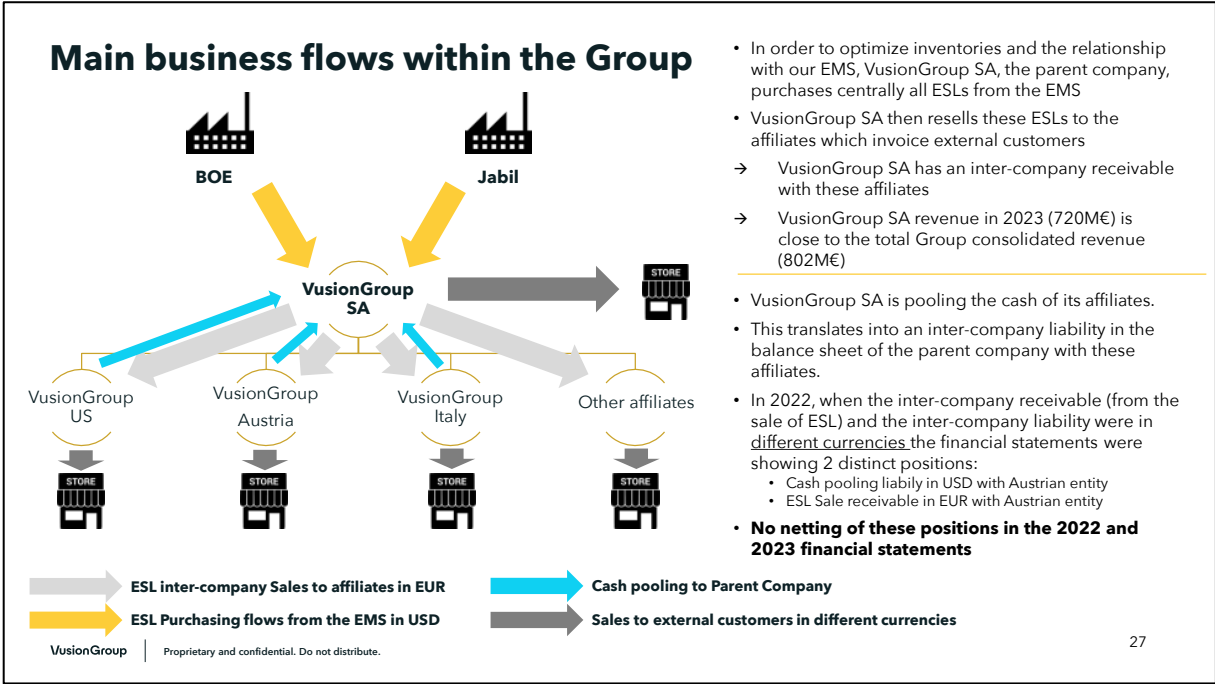 Main business flows within the Group
BOE
Jabil
VusionGroup
SA
STORE
VusionGroup
US
VusionGroup
Austria
VusionGroup
Italy
Other affiliates
STORE
STORE
STORE
STORE
• In order to optimize inventories and the relationship
with our EMS, VusionGroup SA, the parent company,
purchases centrally all ESLs from the EMS
• VusionGroup SA then resells these ESLs to the
affiliates which invoice external customers
→ VusionGroup SA has an inter-company receivable
with these affiliates
→ VusionGroup SA revenue in 2023 (720M€) is
close to the total Group consolidated revenue
(802M€)
• VusionGroup SA is pooling the cash of its affiliates.
• This translates into an inter-company liability in the
balance sheet of the parent company with these
affiliates.
• In 2022, when the inter-company receivable (from the
sale of ESL) and the inter-company liability were in
different currencies the financial statements were
showing 2 distinct positions:
• Cash pooling liabily in USD with Austrian entity
• ESL Sale receivable in EUR with Austrian entity
• No netting of these positions in the 2022 and
2023 financial statements
ESL inter-company Sales to affiliates in EUR
Cash pooling to Parent Company
ESL Purchasing flows from the EMS in USD
Sales to external customers in different currencies
VusionGroup
Proprietary and confidential. Do not distribute.
27